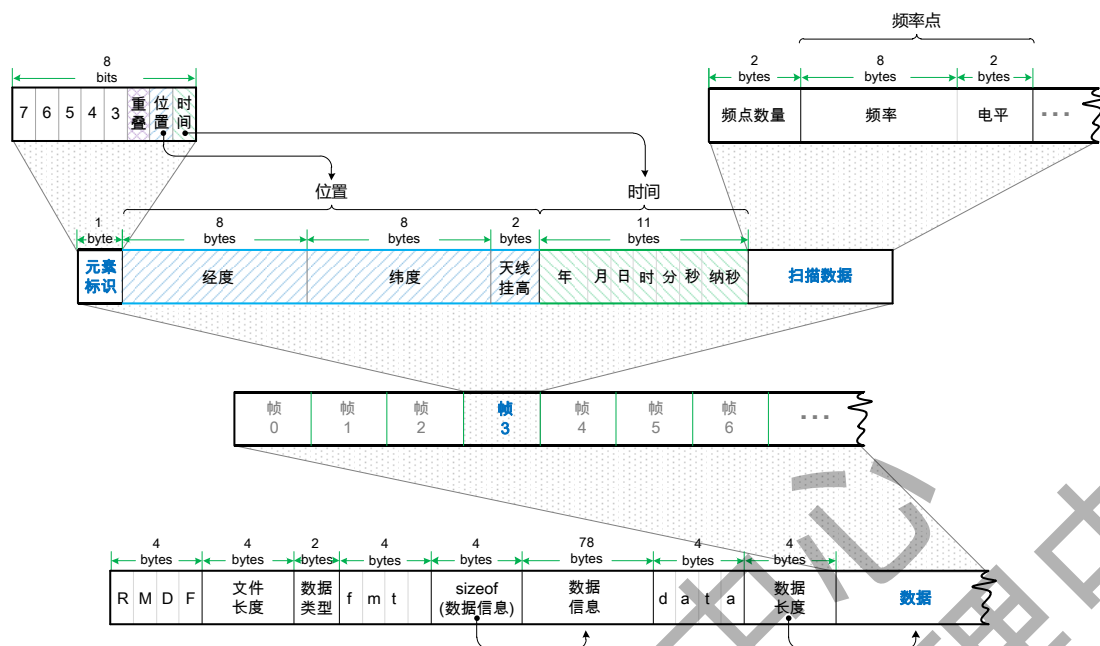 频率点
8
bits
2
bytes
8
bytes
2
bytes
7 6 5 4 3 重叠 位置 时间
频点数量 频率 电平 ···
位置 时间
1
byte
8
bytes
8
bytes
2
bytes
11
bytes
元素
标识
经度 纬度
天线
挂高
年 月 日 时 分 秒 纳秒
扫描数据
帧
0
帧
1
帧
2
帧
3
帧
4
帧
5
帧
6
···
4
bytes
4
bytes
2
bytes
4
bytes
4
bytes
78
bytes
4
bytes
4
bytes
R M D F
文件
长度
数据
类型
f m t
sizeof
(数据信息)
数据
信息
d a t a
数据
长度
数据
中心
理中